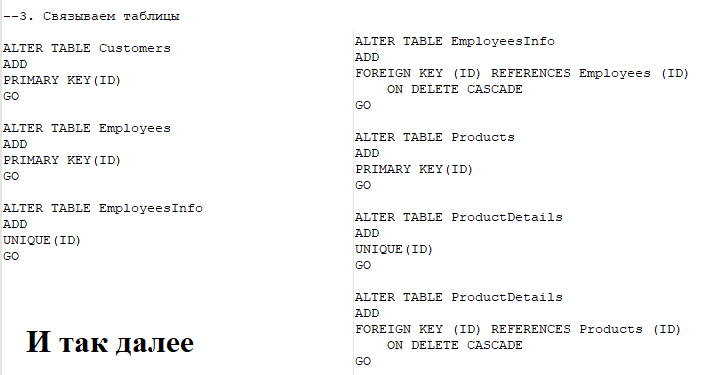 --3. Связываем таблицы
ALTER TABLE Customers
ADD
PRIMARY KEY(ID)
GO
ALTER TABLE Employees
ADD
PRIMARY KEY(ID)
GO
ALTER TABLE EmployeesInfo
ADD
UNIQUE(ID)
GO
И так далее
ALTER TABLE EmployeesInfo
ADD
FOREIGN KEY (ID) REFERENCES Employees (ID)
ON DELETE CASCADE
GO
ALTER TABLE Products
ADD
PRIMARY KEY(ID)
GO
ALTER TABLE ProductDetails
ADD
UNIQUE(ID)
GO
ALTER TABLE ProductDetails
ADD
FOREIGN KEY (ID) REFERENCES Products (ID)
ON DELETE CASCADE
GO